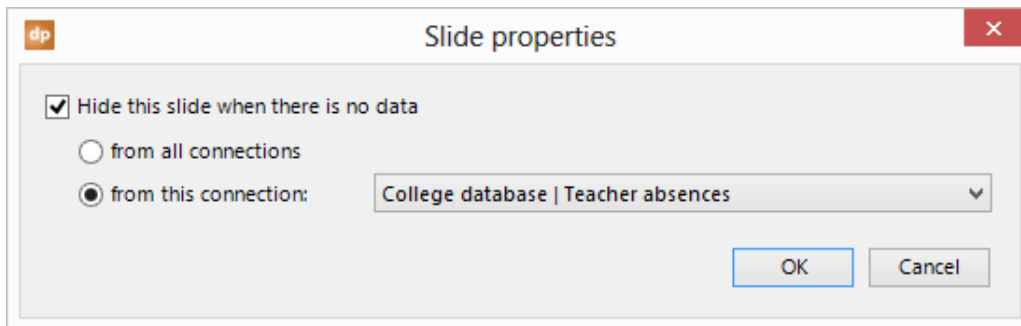 dp
Slide properties
Hide this slide when there is no data
from all connections
from this connection: College database | Teacher absences
OK Cancel